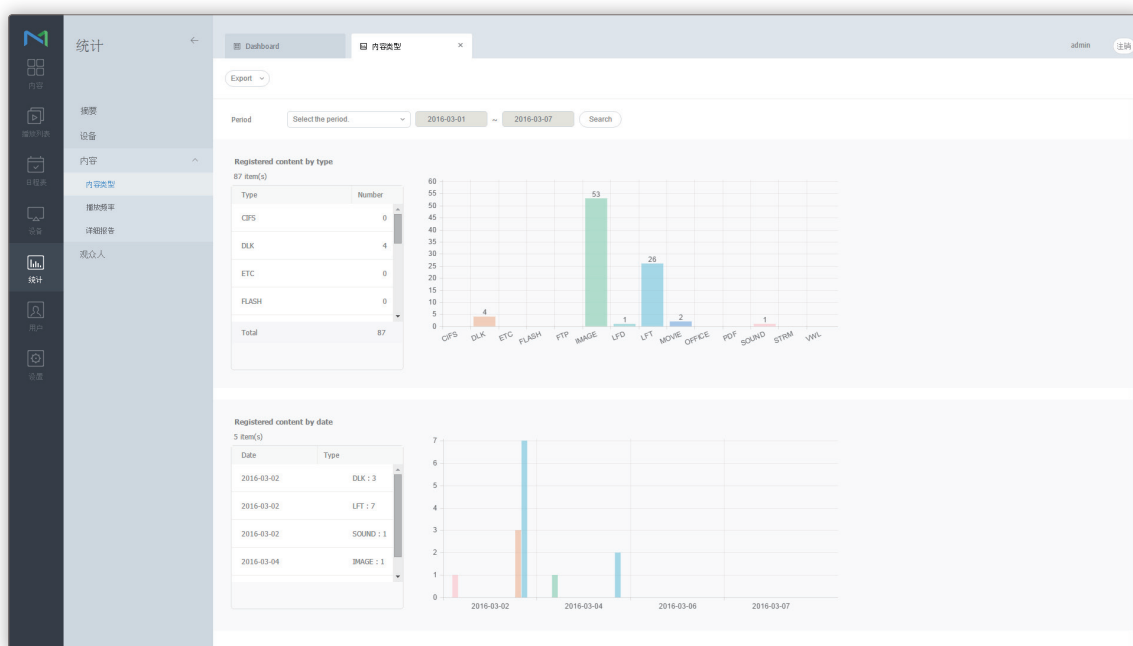 统计
←
Dashboard
内容类型 ×
admin 注销
内容
播放列表
日程表
设备
统计
用户
设置
摘要
设备
内容
内容类型
播放频率
详细报告
观众人
Export
Period
Select the period.
2016-03-01 ~ 2016-03-07
Search
Registered content by type
87 item(s)
Type Number
CIFS 0
DLK 4
ETC 0
FLASH 0
Total 87
60
55
50
45
40
35
30
25
20
15
10
5
0
4
53
1
26
2
1
CIFS DLK ETC FLASH FTP IMAGE LFD LFT MOVIE OFFICE PDF SOUND STRM VWL
Registered content by date
5 item(s)
Date Type
2016-03-02 DLK : 3
2016-03-02 LFT : 7
2016-03-02 SOUND : 1
2016-03-04 IMAGE : 1
7
6
5
4
3
2
1
0
2016-03-02 2016-03-04 2016-03-06 2016-03-07